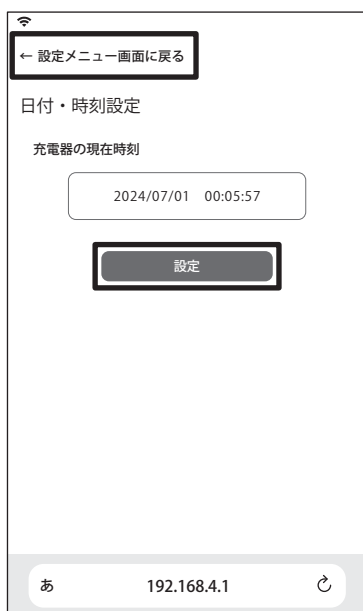 ← 設定メニュー画面に戻る
日付・時刻設定
充電器の現在時刻
2024/07/01 00:05:57
設定
あ 192.168.4.1